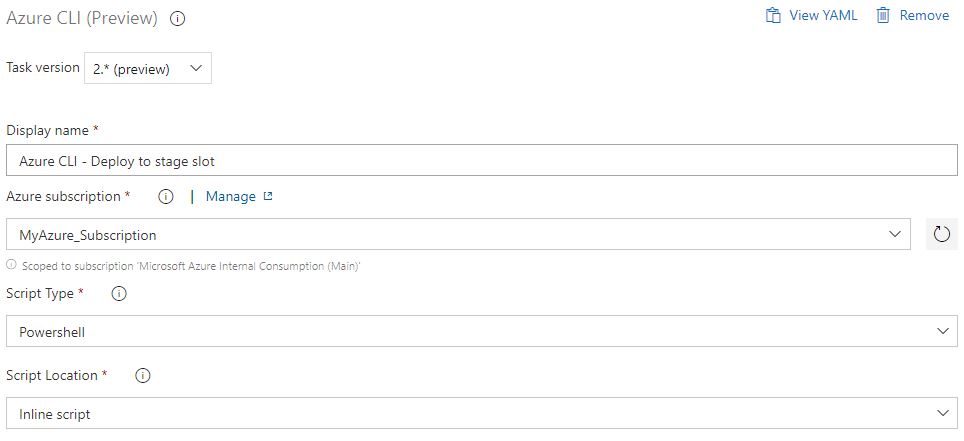 Azure CLI (Preview)
View YAML
Remove
Task version
2.* (preview)
Display name *
Azure CLI - Deploy to stage slot
Azure subscription *
| Manage
MyAzure_Subscription
Scoped to subscription 'Microsoft Azure Internal Consumption (Main)'
Script Type *
Powershell
Script Location *
Inline script